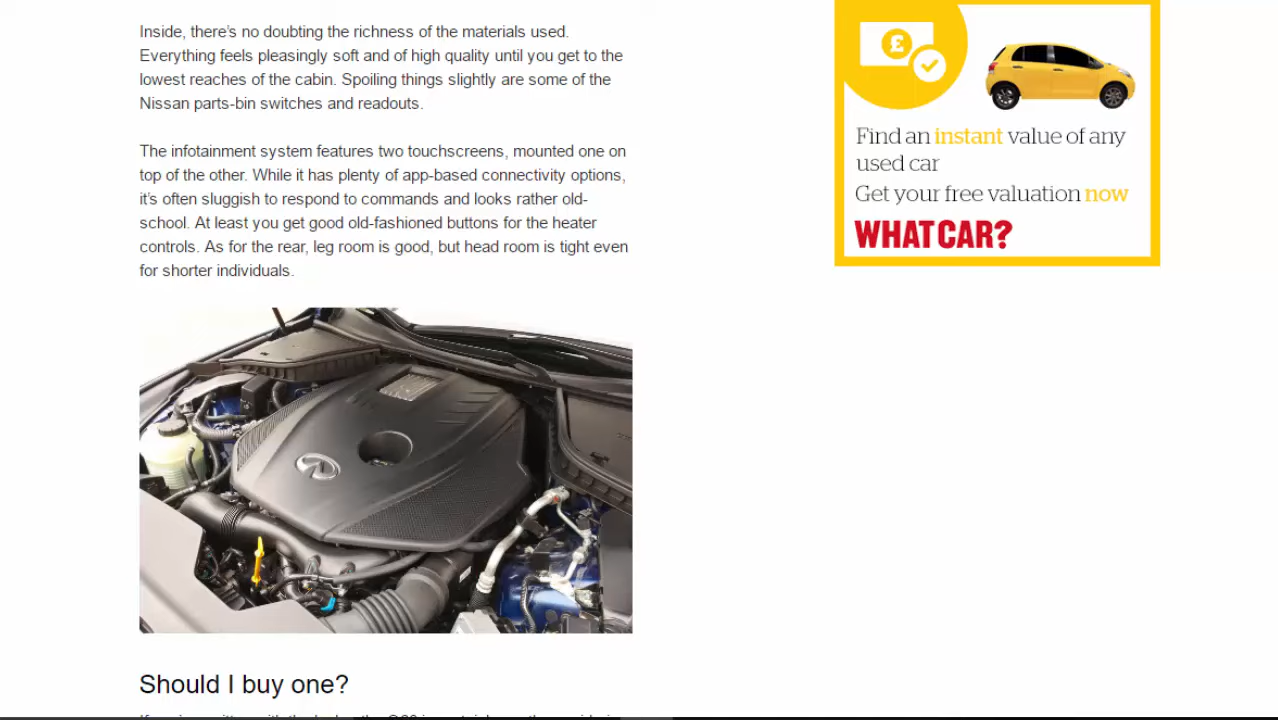 Inside, there's no doubting the richness of the materials used.
Everything feels pleasingly soft and of high quality until you get to the
lowest reaches of the cabin. Spoiling things slightly are some of the
Nissan parts-bin switches and readouts.
The infotainment system features two touchscreens, mounted one on
top of the other. While it has plenty of app-based connectivity options,
it's often sluggish to respond to commands and looks rather old-
school. At least you get good old-fashioned buttons for the heater
controls. As for the rear, leg room is good, but head room is tight even
for shorter individuals.
Should I buy one?
£
Find an instant value of any
used car
Get your free valuation now
WHATCAR?